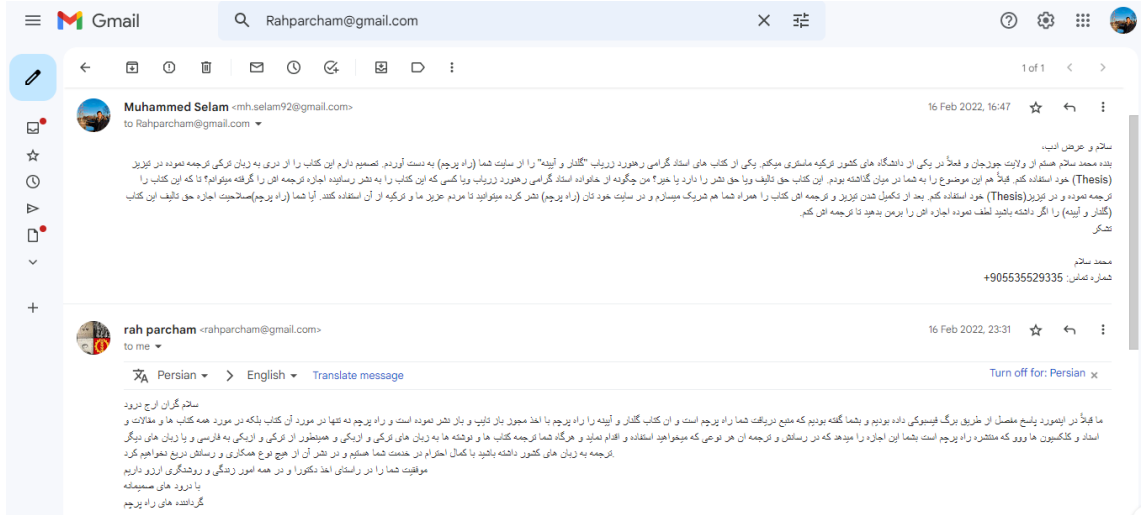 Gmail
Rahparcham@gmail.com
1 of 1
Muhammed Selam <mh.selam92@gmail.com>
16 Feb 2022, 16:47
to Rahparcham@gmail.com
سلام و عرض ادب،
بنده محمد سلام هستم از ولایت جوزجان و فعلاً در یکی از دانشگاه های کشور ترکیه ماستری میکنم. یکی از کتاب های استاد گرامی رهنورد زریاب "گلنار و آیینه" را از سایت شما (راه پرچم) به دست آوردم. تصمیم دارم این کتاب را از دری به زبان ترکی ترجمه نموده در تیزیز
(Thesis) خود استفاده کنم. قبلاً هم این موضوع را به شما در میان گذاشته بودم. این کتاب حق تالیف ویا حق نشر را دارد یا خیر؟ من چگونه از خانواده استاد گرامی رهنورد زریاب ویا کسی که این کتاب را به نشر رسانیده اجازه ترجمه اش را گرفته میتوانم؟ تا که این کتاب را
ترجمه نموده و در تیزیز(Thesis) خود استفاده کنم. بعد از تکمیل شدن تیزیز و ترجمه اش کتاب را همراه شما هم شریک میسازم و در سایت خود تان (راه پرچم) نشر کرده میتوانید تا مردم عزیز ما و ترکیه از آن استفاده کنند. آیا شما (راه پرچم)صلاحیت اجازه حق تالیف این کتاب
(گلنار و آیینه) را اگر داشته باشید لطف نموده اجازه اش را برمن بدهید تا ترجمه اش کنم.
تشکر
محمد سلام
شماره تماس: 905535529335+
rah parcham <rahparcham@gmail.com>
16 Feb 2022, 23:31
to me
Persian
English
Translate message
Turn off for: Persian
سلام گران ارج درود
ما قبلاً در اینمورد پاسخ مفصل از طریق برگ فیسبوکی داده بودیم و بشما گفته بودیم که منبع دریافت شما راه پرچم است و ان کتاب گلنار و آیینه را راه پرچم با اخذ مجوز باز تایپ و باز نشر نموده است و راه پرچم نه تنها در مورد آن کتاب بلکه در مورد همه کتاب ها و مقالات و
اسناد و کلکسیون ها ووو که منتشره راه پرچم است بشما این اجازه را میدهد که در رسانش و ترجمه ان هر نوعی که میخواهید استفاده و اقدام نماید و هرگاه شما ترجمه کتاب ها و نوشته ها به زبان های ترکی و ازبکی و همینطور از ترکی و ازبکی به فارسی و یا زبان های دیگر
ترجمه به زبان های کشور داشته باشید با کمال احترام در خدمت شما هستیم و در نشر آن از هیچ نوع همکاری و رسانش دریغ نخواهیم کرد.
موفقیت شما را در راستای اخذ دکتورا و در همه امور زندگی و روشنگری ارزو داریم
با درود های صمیمانه
گرداننده های راه پرچم